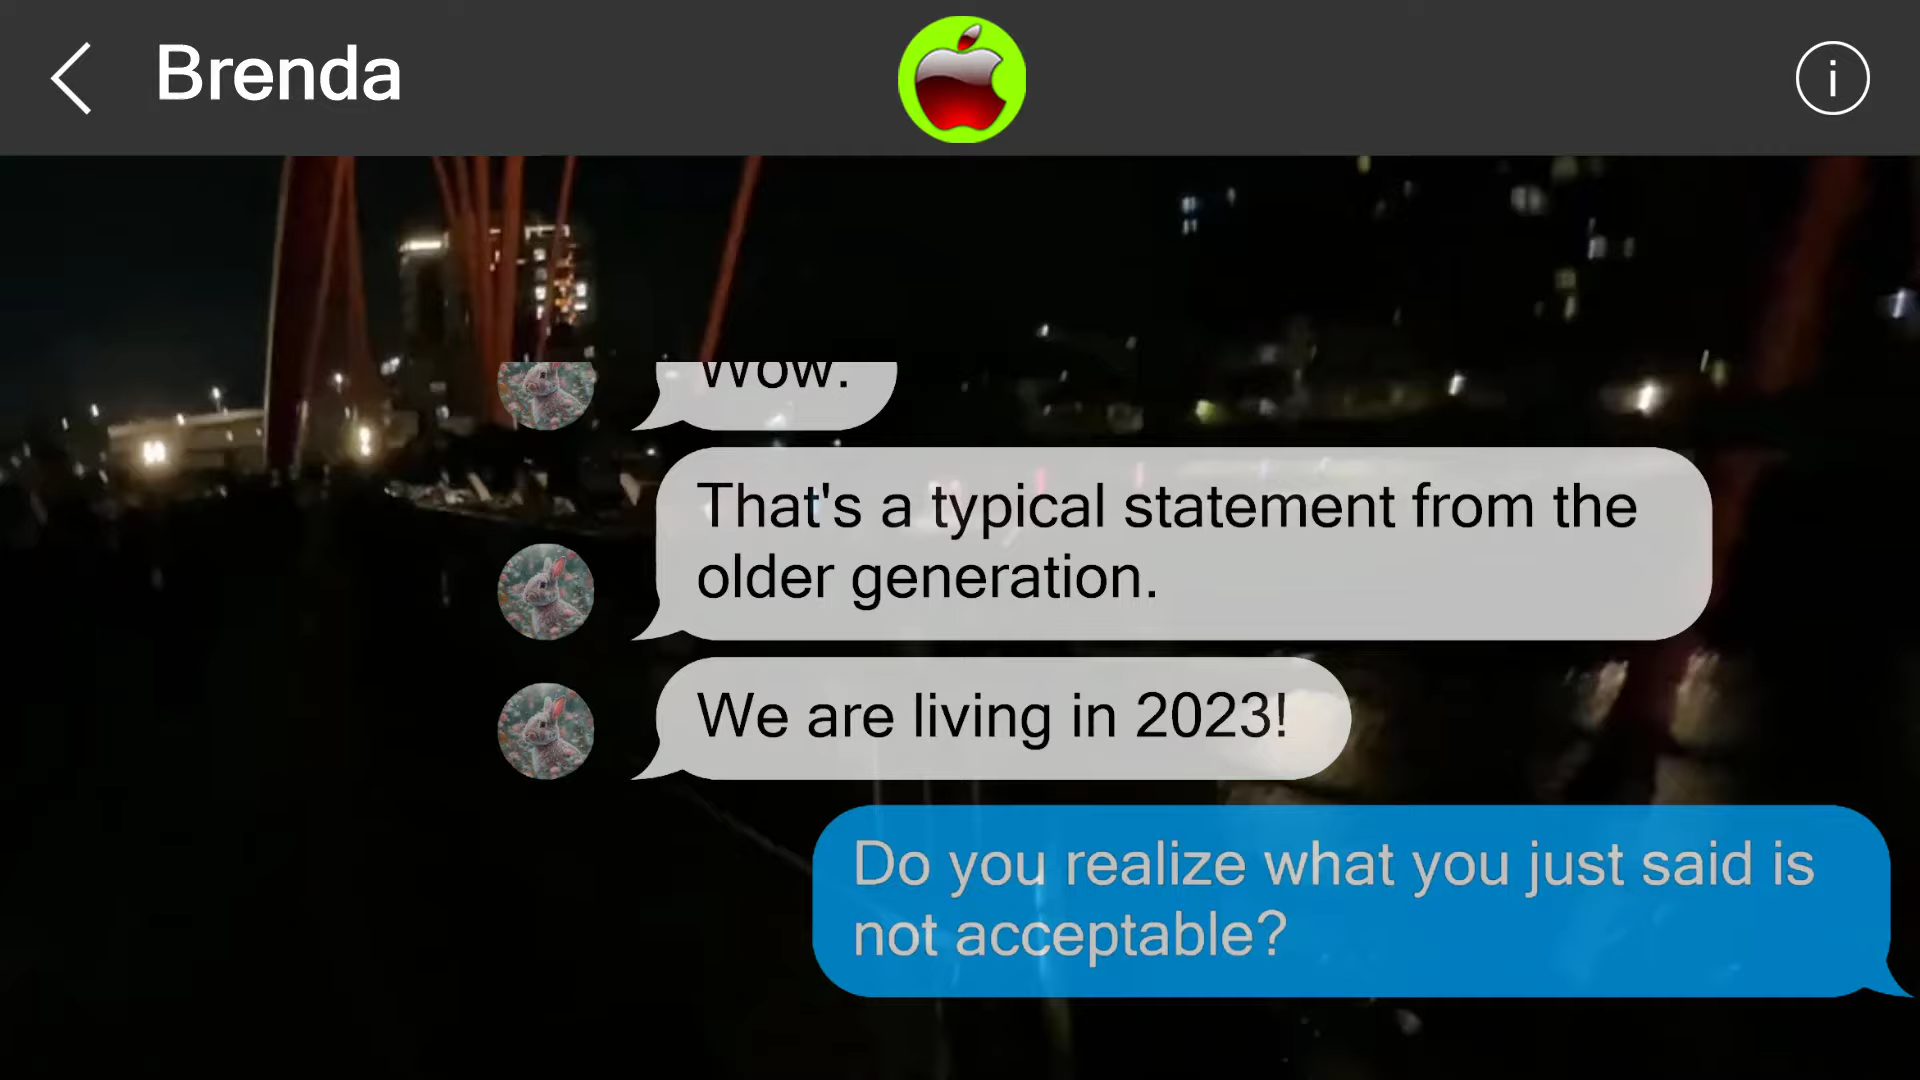 Brenda
i
Wow.
That's a typical statement from the
older generation.
We are living in 2023!
Do you realize what you just said is
not acceptable?